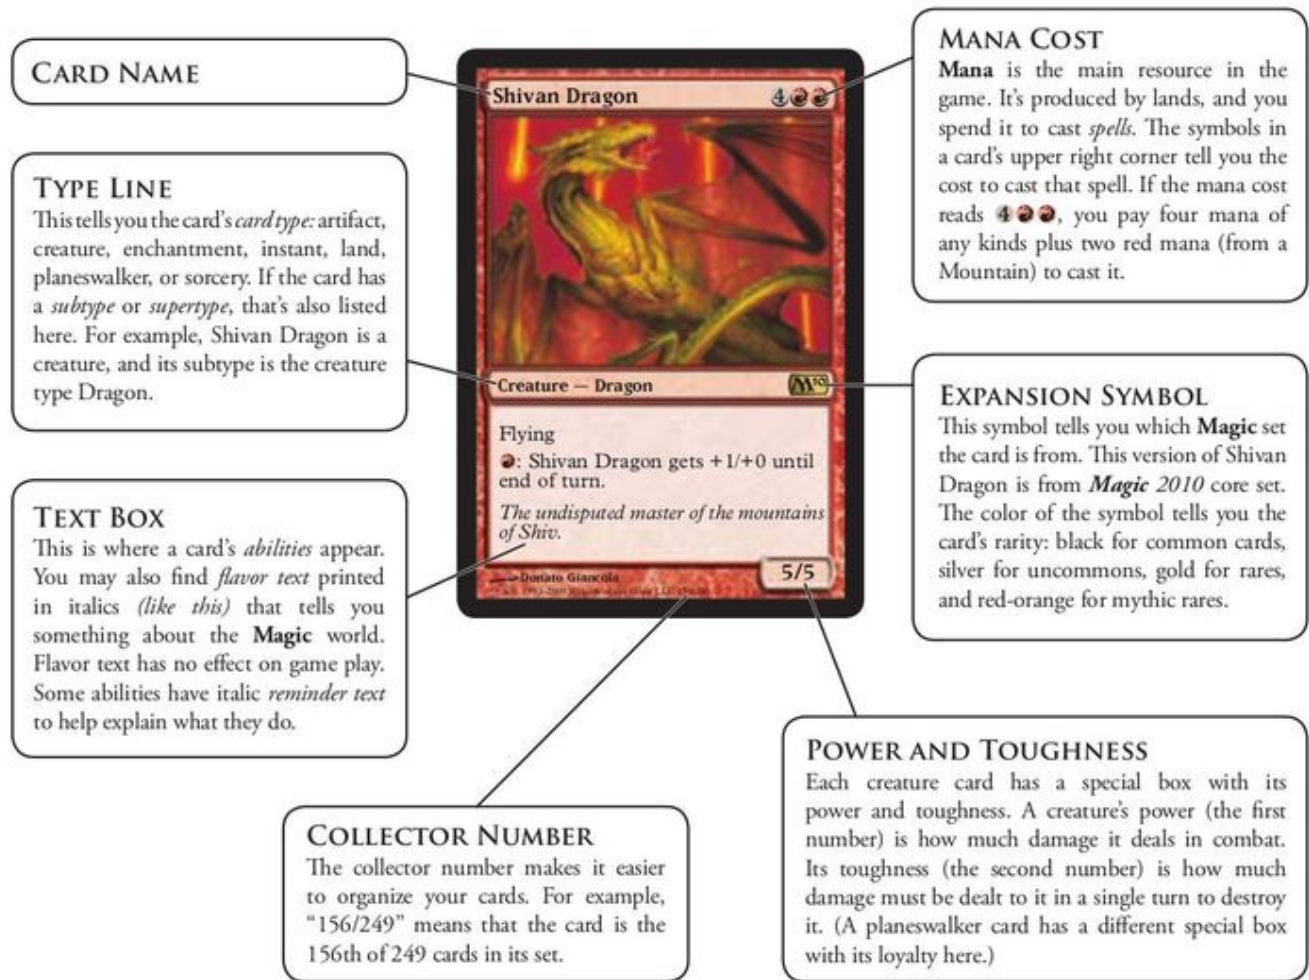 CARD NAME
TYPE LINE
This tells you the card's card type: artifact,
creature, enchantment, instant, land,
planeswalker, or sorcery. If the card has
a subtype or supertype, that's also listed
here. For example, Shivan Dragon is a
creature, and its subtype is the creature
type Dragon.
TEXT BOX
This is where a card's abilities appear.
You may also find flavor text printed
in italics (like this) that tells you
something about the Magic world.
Flavor text has no effect on game play.
Some abilities have italic reminder text
to help explain what they do.
Shivan Dragon 4
Creature — Dragon M10
Flying
: Shivan Dragon gets +1/+0 until
end of turn.
The undisputed master of the mountains
of Shiv.
5/5
Donato Giancola
MANA COST
Mana is the main resource in the
game. It's produced by lands, and you
spend it to cast spells. The symbols in
a card's upper right corner tell you the
cost to cast that spell. If the mana cost
reads 4, you pay four mana of
any kinds plus two red mana (from a
Mountain) to cast it.
EXPANSION SYMBOL
This symbol tells you which Magic set
the card is from. This version of Shivan
Dragon is from Magic 2010 core set.
The color of the symbol tells you the
card's rarity: black for common cards,
silver for uncommons, gold for rares,
and red-orange for mythic rares.
COLLECTOR NUMBER
The collector number makes it easier
to organize your cards. For example,
“156/249” means that the card is the
156th of 249 cards in its set.
POWER AND TOUGHNESS
Each creature card has a special box with its
power and toughness. A creature's power (the first
number) is how much damage it deals in combat.
Its toughness (the second number) is how much
damage must be dealt to it in a single turn to destroy
it. (A planeswalker card has a different special box
with its loyalty here.)